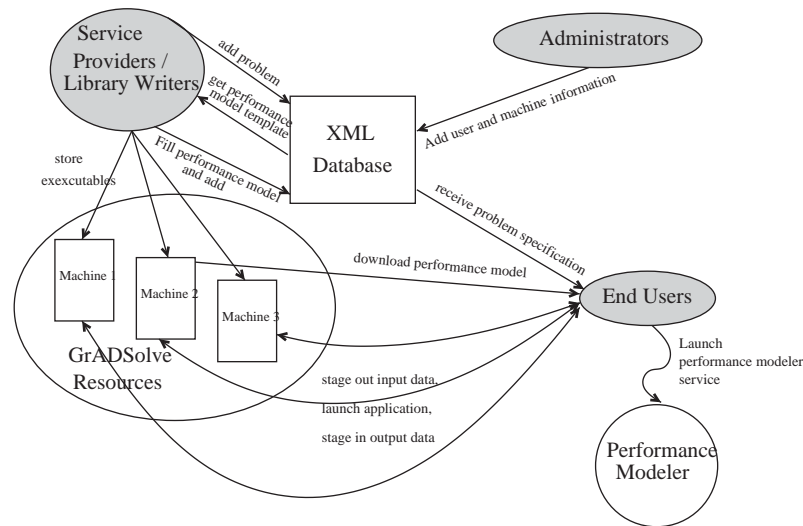 Service
Providers /
Library Writers
Administrators
add problem
get performance
model template
Add user and machine information
XML
Database
Fill performance model
and add
store
exexcutables
receive problem specification
Machine 1
Machine 2
Machine 3
download performance model
End Users
GrADSolve
Resources
stage out input data,
launch application,
stage in output data
Launch
performance modeler
service
Performance
Modeler